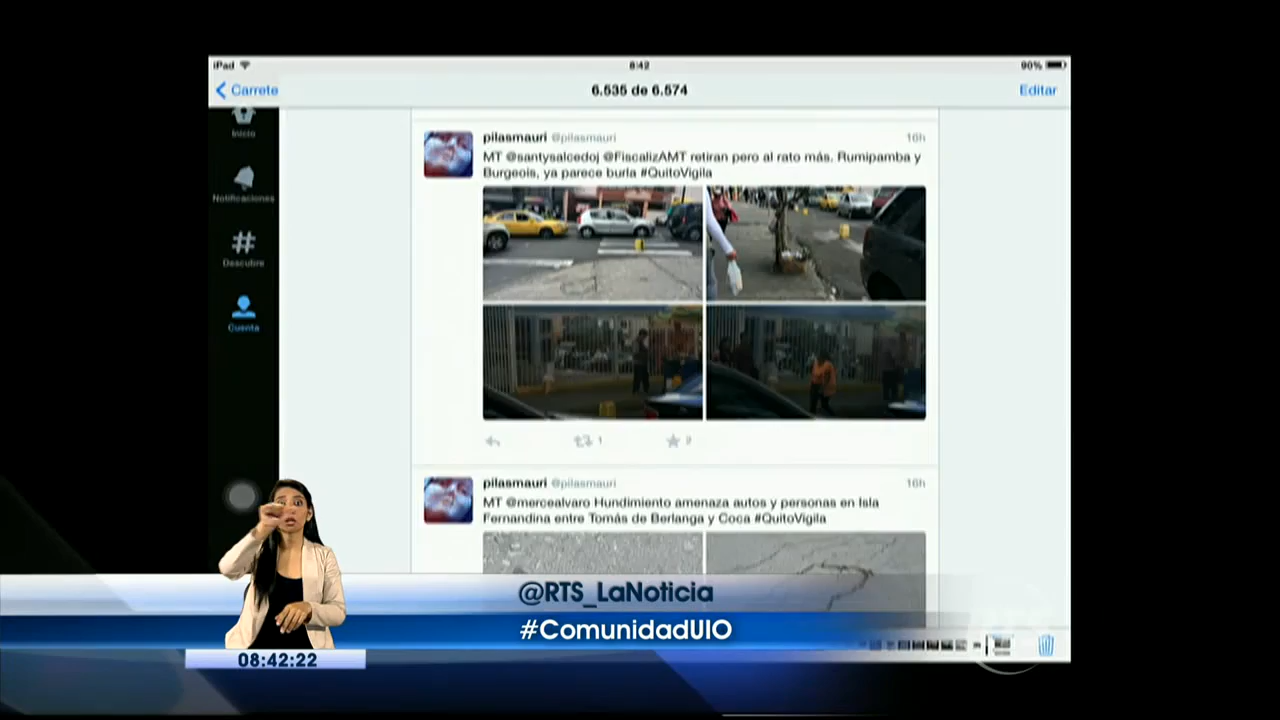 iPad
8:42
90%
Carrete
6.535 de 6.574
Editar
Inicio
Notificaciones
Descubre
Cuenta
pilasmauri @pilasmauri 16h
MT @santysalcedoj @FiscalizAMT retiran pero al rato más. Rumipamba y
Burgeois, ya parece burla #QuitoVigila
1
2
pilasmauri @pilasmauri 16h
MT @mercealvaro Hundimiento amenaza autos y personas en Isla
Fernandina entre Tomás de Berlanga y Coca #QuitoVigila
@RTS_LaNoticia
#ComunidadUIO
08:42:22